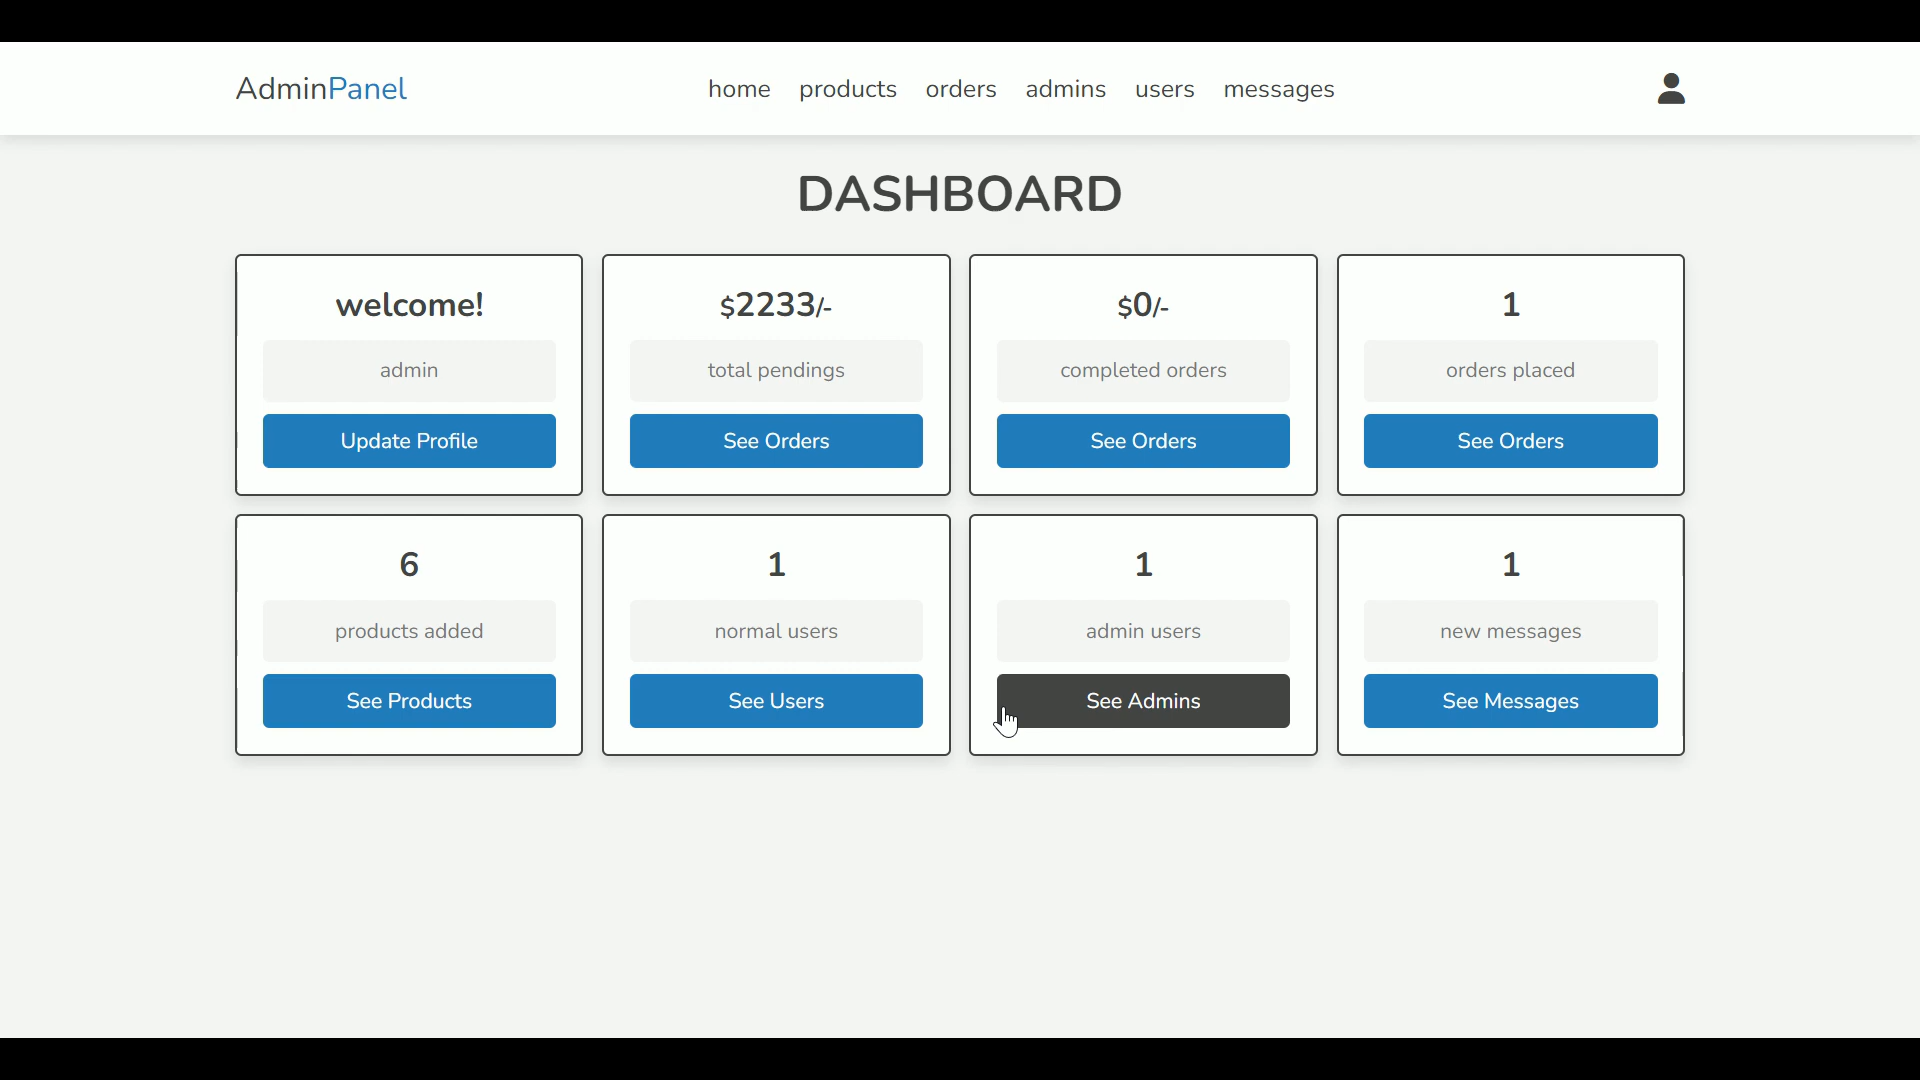 AdminPanel
home products orders admins users messages
DASHBOARD
welcome!
admin
Update Profile
$2233/-
total pendings
See Orders
$0/-
completed orders
See Orders
1
orders placed
See Orders
6
products added
See Products
1
normal users
See Users
1
admin users
See Admins
1
new messages
See Messages